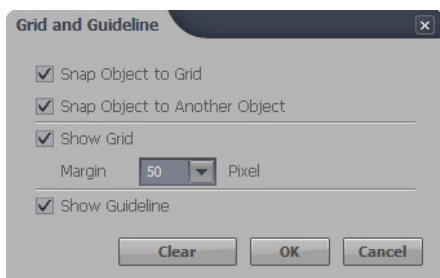 Grid and Guideline
Snap Object to Grid
Snap Object to Another Object
Show Grid
Margin 50 Pixel
Show Guideline
Clear OK Cancel